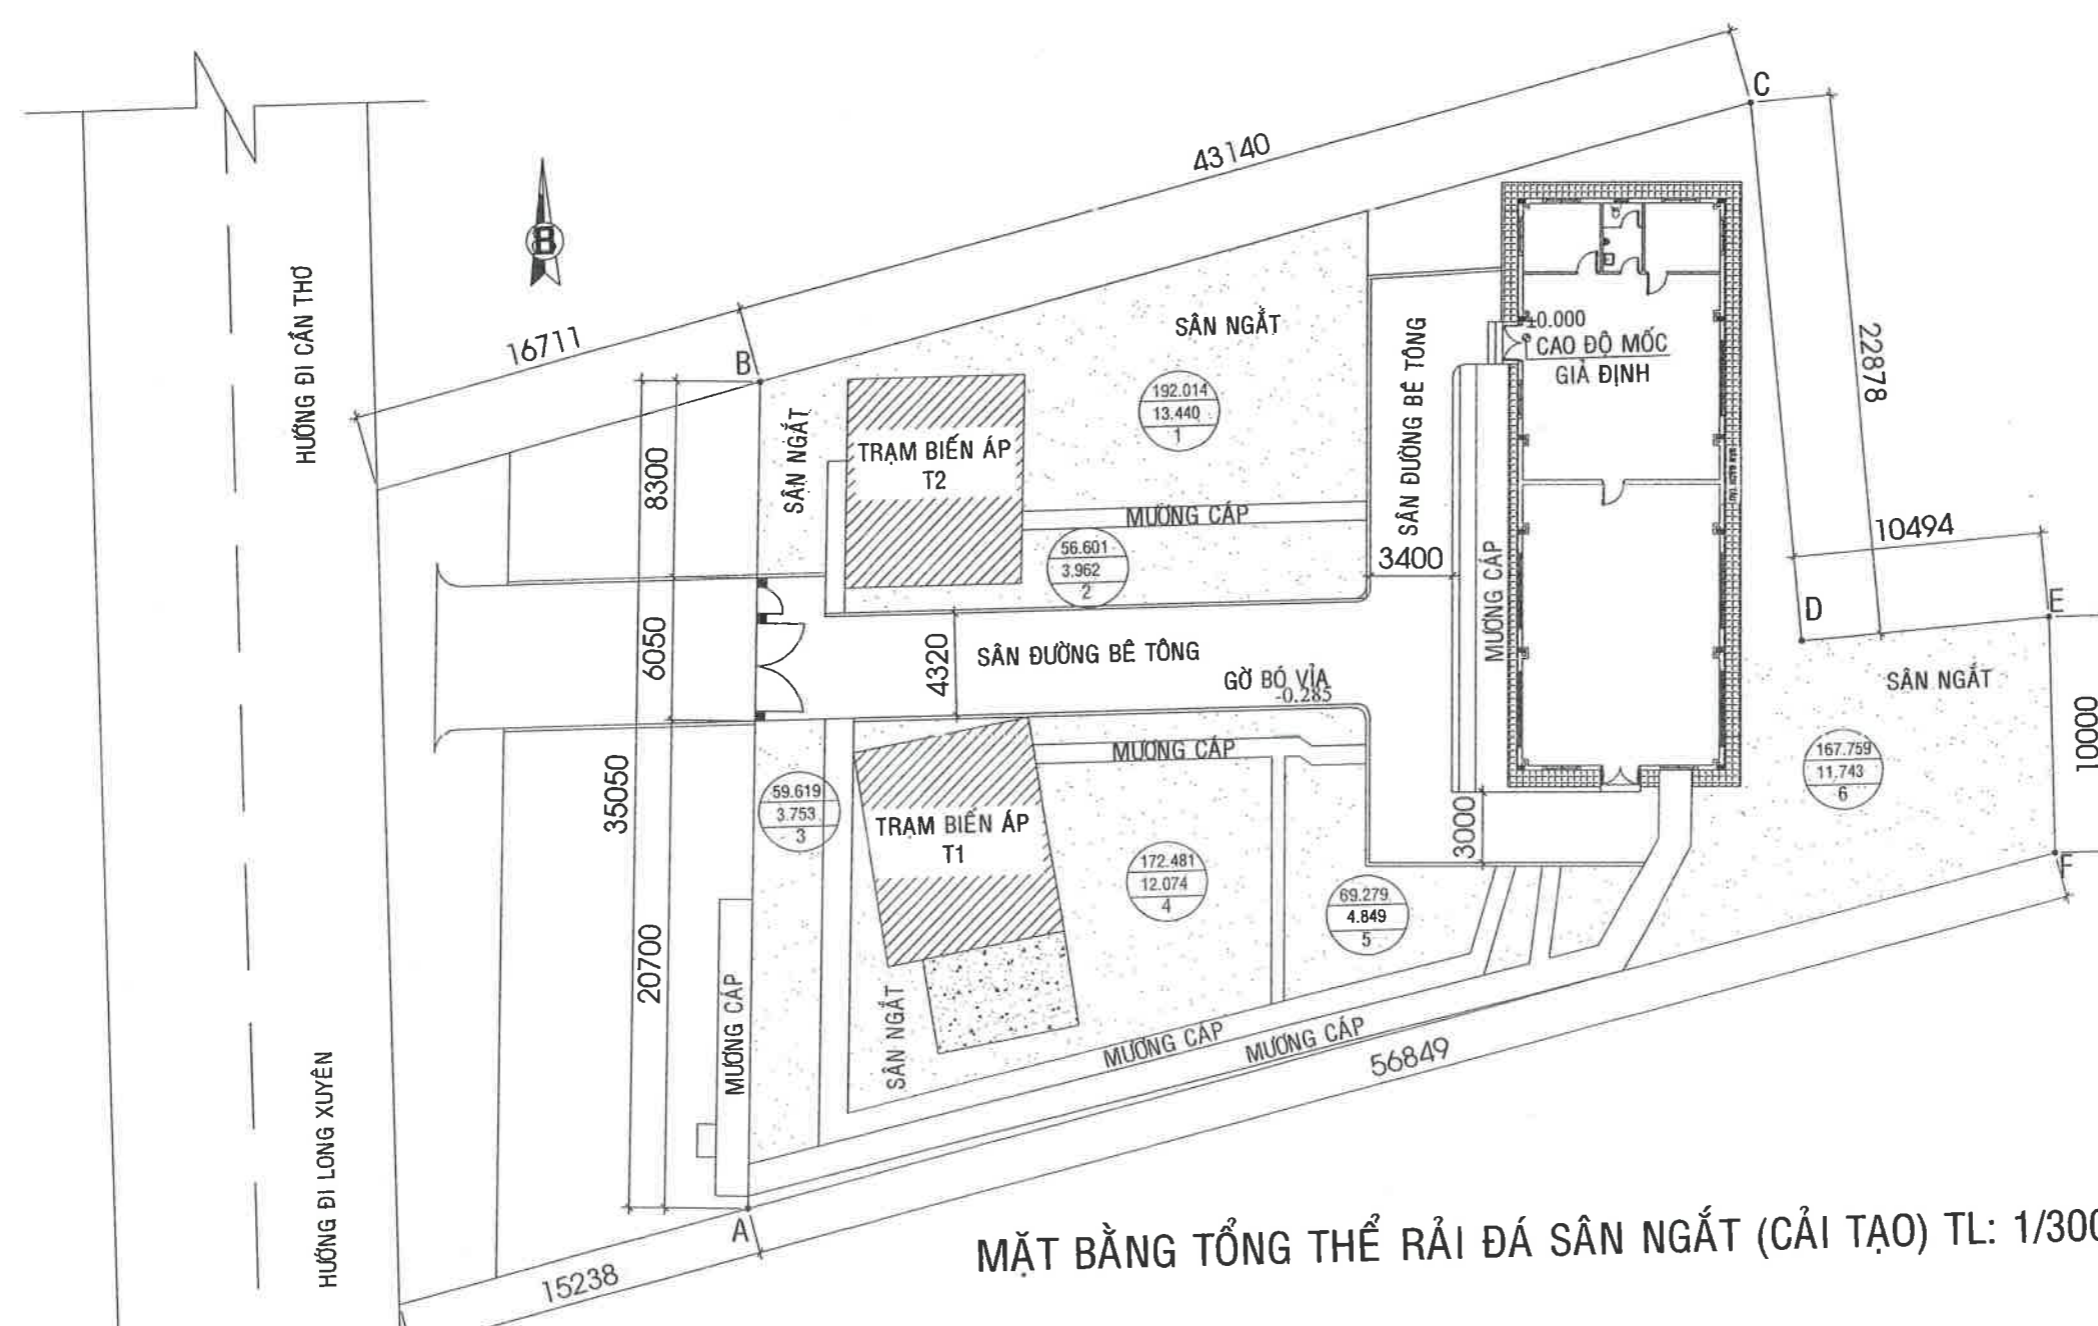 C
43140
16711
B
B
HƯỚNG ĐI CẦN THƠ
SÂN NGẮT
±0.000
CAO ĐỘ MỐC
GIẢ ĐỊNH
22878
192.014
13.440
1
SÂN ĐƯỜNG BÊ TÔNG
8300
SÂN NGẮT
TRẠM BIẾN ÁP
T2
MƯƠNG CÁP
10494
56.601
3.962
2
3400
MƯƠNG CÁP
D
E
6050
4320
SÂN ĐƯỜNG BÊ TÔNG
GỜ BÓ VỈA
-0.285
SÂN NGẮT
10000
MƯƠNG CÁP
167.759
11.743
6
35050
59.619
3.753
3
TRẠM BIẾN ÁP
T1
3000
172.481
12.074
4
69.279
4.849
5
F
20700
MƯƠNG CÁP
SÂN NGẮT
MƯƠNG CÁP
MƯƠNG CÁP
56849
HƯỚNG ĐI LONG XUYÊN
A
15238
MẶT BẰNG TỔNG THỂ RẢI ĐÁ SÂN NGẮT (CẢI TẠO) TL: 1/300